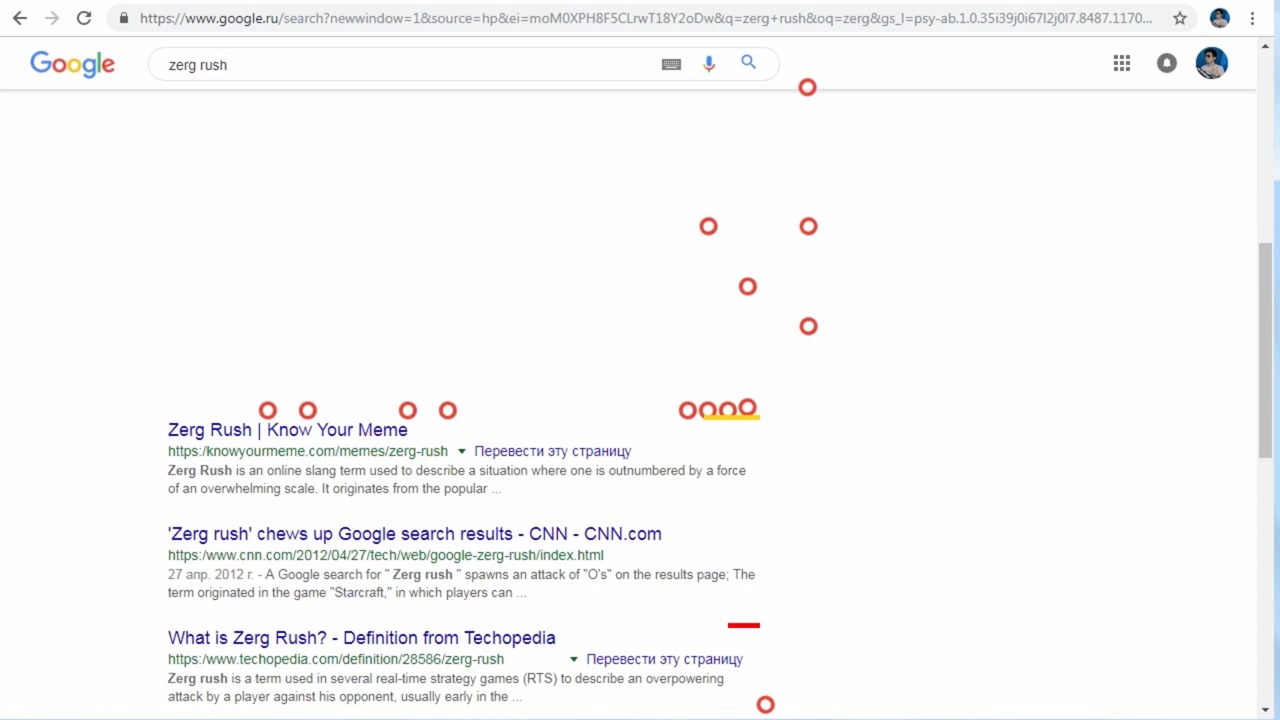 https://www.google.ru/search?newwindow=1&source=hp&ei=moM0XPH8F5CLrwT18Y2oDw&q=zerg+rush&oq=zerg&gs_l=psy-ab.1.0.35i39j0i67l2j0l7.8487.1170...
Google
zerg rush
Zerg Rush | Know Your Meme
https:/knowyourmeme.com/memes/zerg-rush ▼ Перевести эту страницу
Zerg Rush is an online slang term used to describe a situation where one is outnumbered by a force
of an overwhelming scale. It originates from the popular ...
'Zerg rush' chews up Google search results - CNN - CNN.com
https:/www.cnn.com/2012/04/27/tech/web/google-zerg-rush/index.html
27 апр. 2012 г. - A Google search for " Zerg rush " spawns an attack of "O's" on the results page; The
term originated in the game "Starcraft," in which players can ...
What is Zerg Rush? - Definition from Techopedia
https:/www.techopedia.com/definition/28586/zerg-rush ▼ Перевести эту страницу
Zerg rush is a term used in several real-time strategy games (RTS) to describe an overpowering
attack by a player against his opponent, usually early in the ...